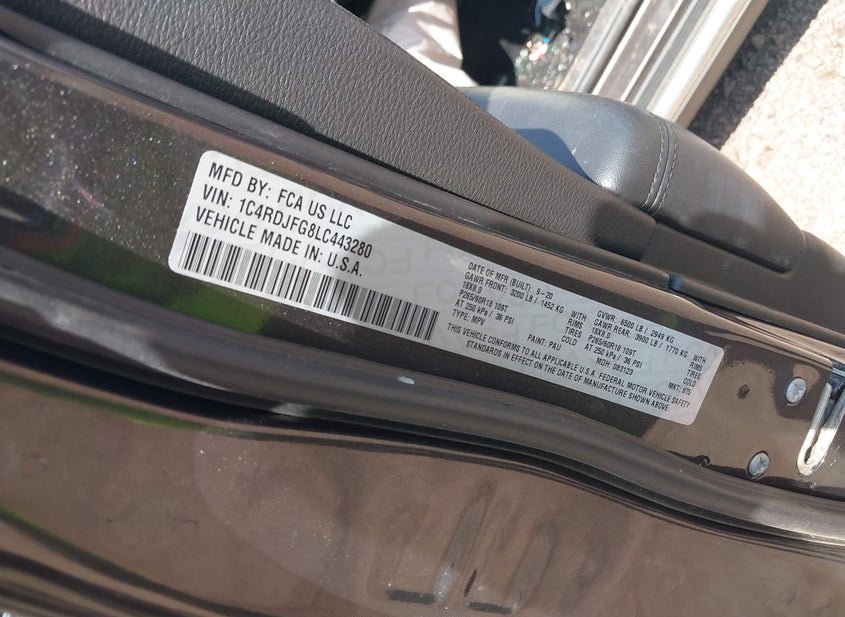 MFD BY: FCA US LLC
VIN: 1C4RDJFG8LC443280
VEHICLE MADE IN: U.S.A.
DATE OF MFR (BUILT): 9-20
GAWR FRONT: 3200 LB / 1452 KG WITH
18X8.0 RIMS
P265/60R18 109T TIRES
AT 250 kPa / 36 PSI COLD
TYPE: MPV PAINT: PAU
GVWR: 6500 LB / 2949 KG
GAWR REAR: 3900 LB / 1770 KG WITH
18X8.0 RIMS
P265/60R18 109T TIRES
AT 250 kPa / 36 PSI COLD
MDH: 083123 MKT: 875
THIS VEHICLE CONFORMS TO ALL APPLICABLE U.S.A. FEDERAL MOTOR VEHICLE SAFETY
STANDARDS IN EFFECT ON THE DATE OF MANUFACTURE SHOWN ABOVE